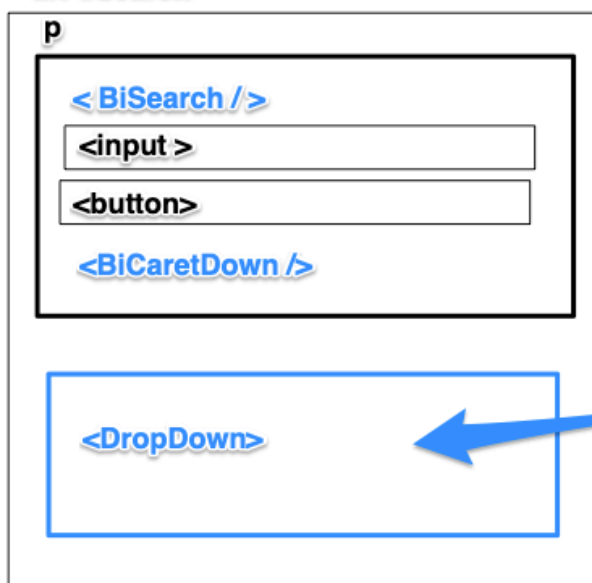 p
< BiSearch / >
<input >
<button>
<BiCaretDown />
<DropDown>